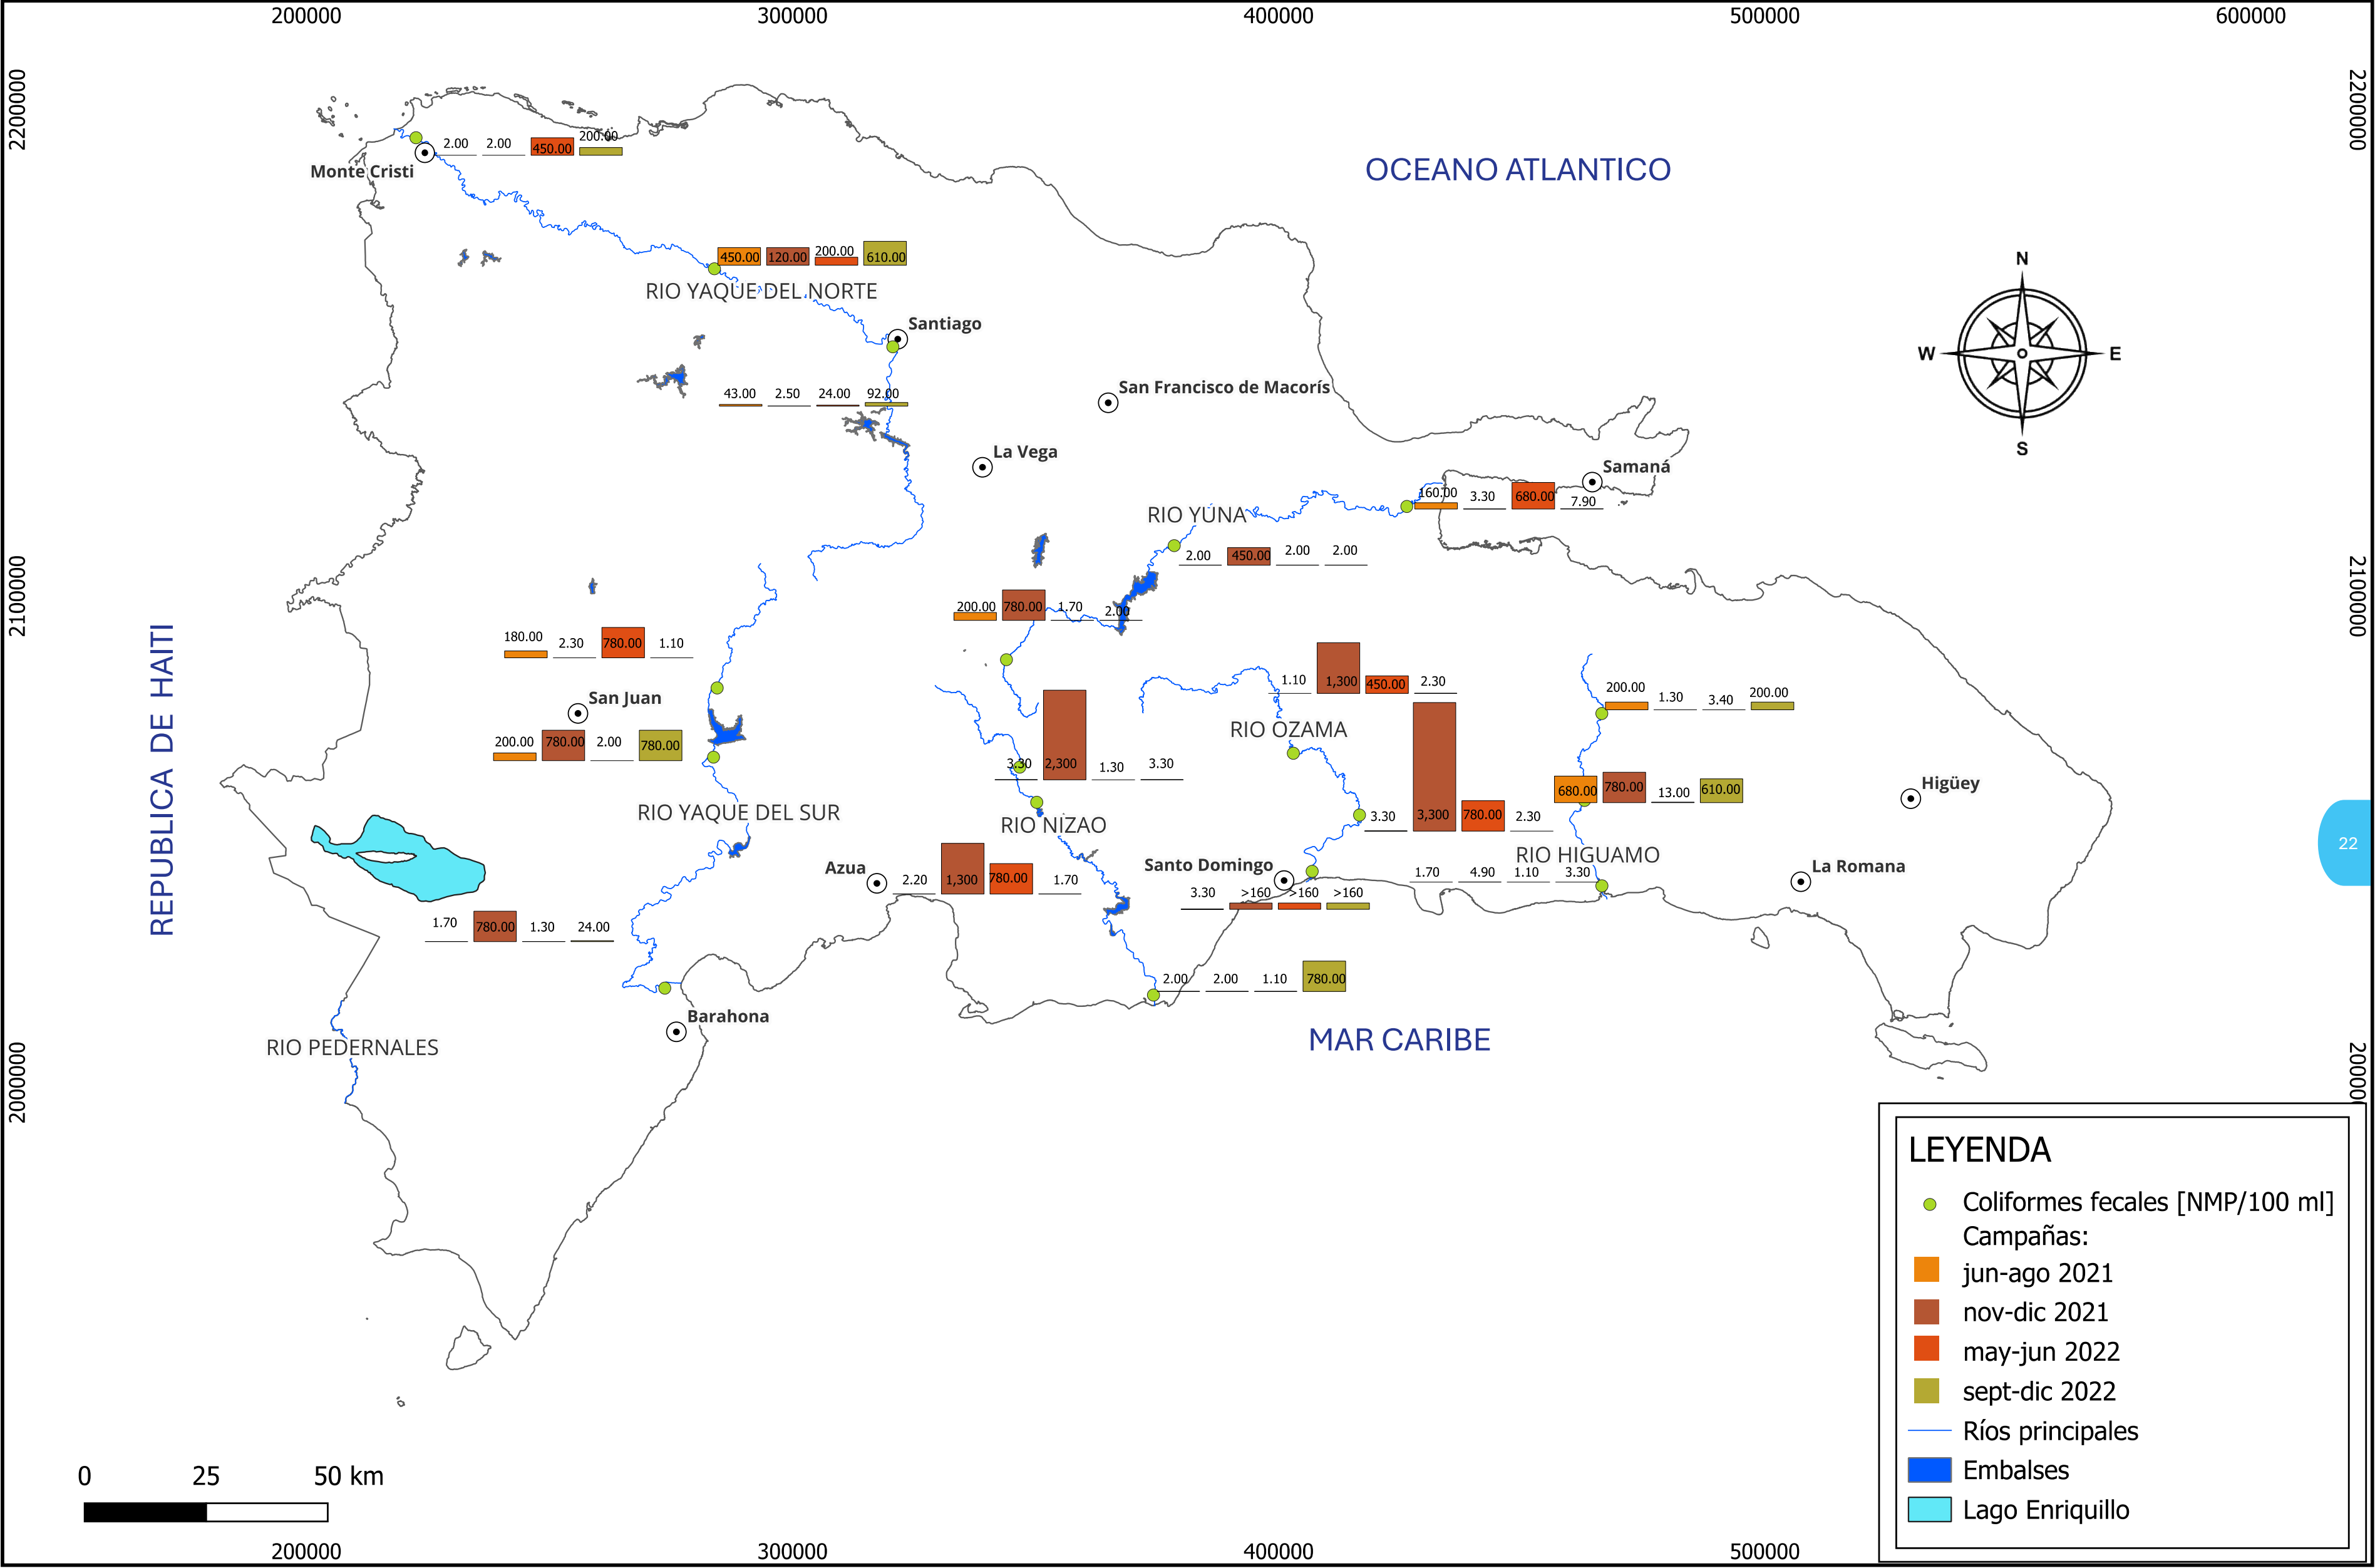 200000 300000 400000 500000 600000
2200000
2200000
OCEANO ATLANTICO
2.00 2.00 450.00 200.00
Monte Cristi
450.00 120.00 200.00 610.00
RIO YAQUE DEL NORTE
N
W E
S
Santiago
43.00 2.50 24.00 92.00
San Francisco de Macorís
La Vega
Samaná
160.00 3.30 680.00 7.90
RIO YUNA
2.00 450.00 2.00 2.00
2100000
2100000
200.00 780.00 1.70 2.00
180.00 2.30 780.00 1.10
REPUBLICA DE HAITI
San Juan
1.10 1,300 450.00 2.30
200.00 1.30 3.40 200.00
RIO OZAMA
200.00 780.00 2.00 780.00
3.30 2,300 1.30 3.30
680.00 780.00 13.00 610.00
Higüey
RIO YAQUE DEL SUR
RIO NIZAO
3.30 3,300 780.00 2.30
22
RIO HIGUAMO
Azua
2.20 1,300 780.00 1.70
Santo Domingo
1.70 4.90 1.10 3.30
La Romana
3.30 >160 >160 >160
1.70 780.00 1.30 24.00
2.00 2.00 1.10 780.00
Barahona
MAR CARIBE
RIO PEDERNALES
2000000
2000000
LEYENDA
Coliformes fecales [NMP/100 ml]
Campañas:
jun-ago 2021
nov-dic 2021
may-jun 2022
sept-dic 2022
Ríos principales
Embalses
Lago Enriquillo
0 25 50 km
200000 300000 400000 500000